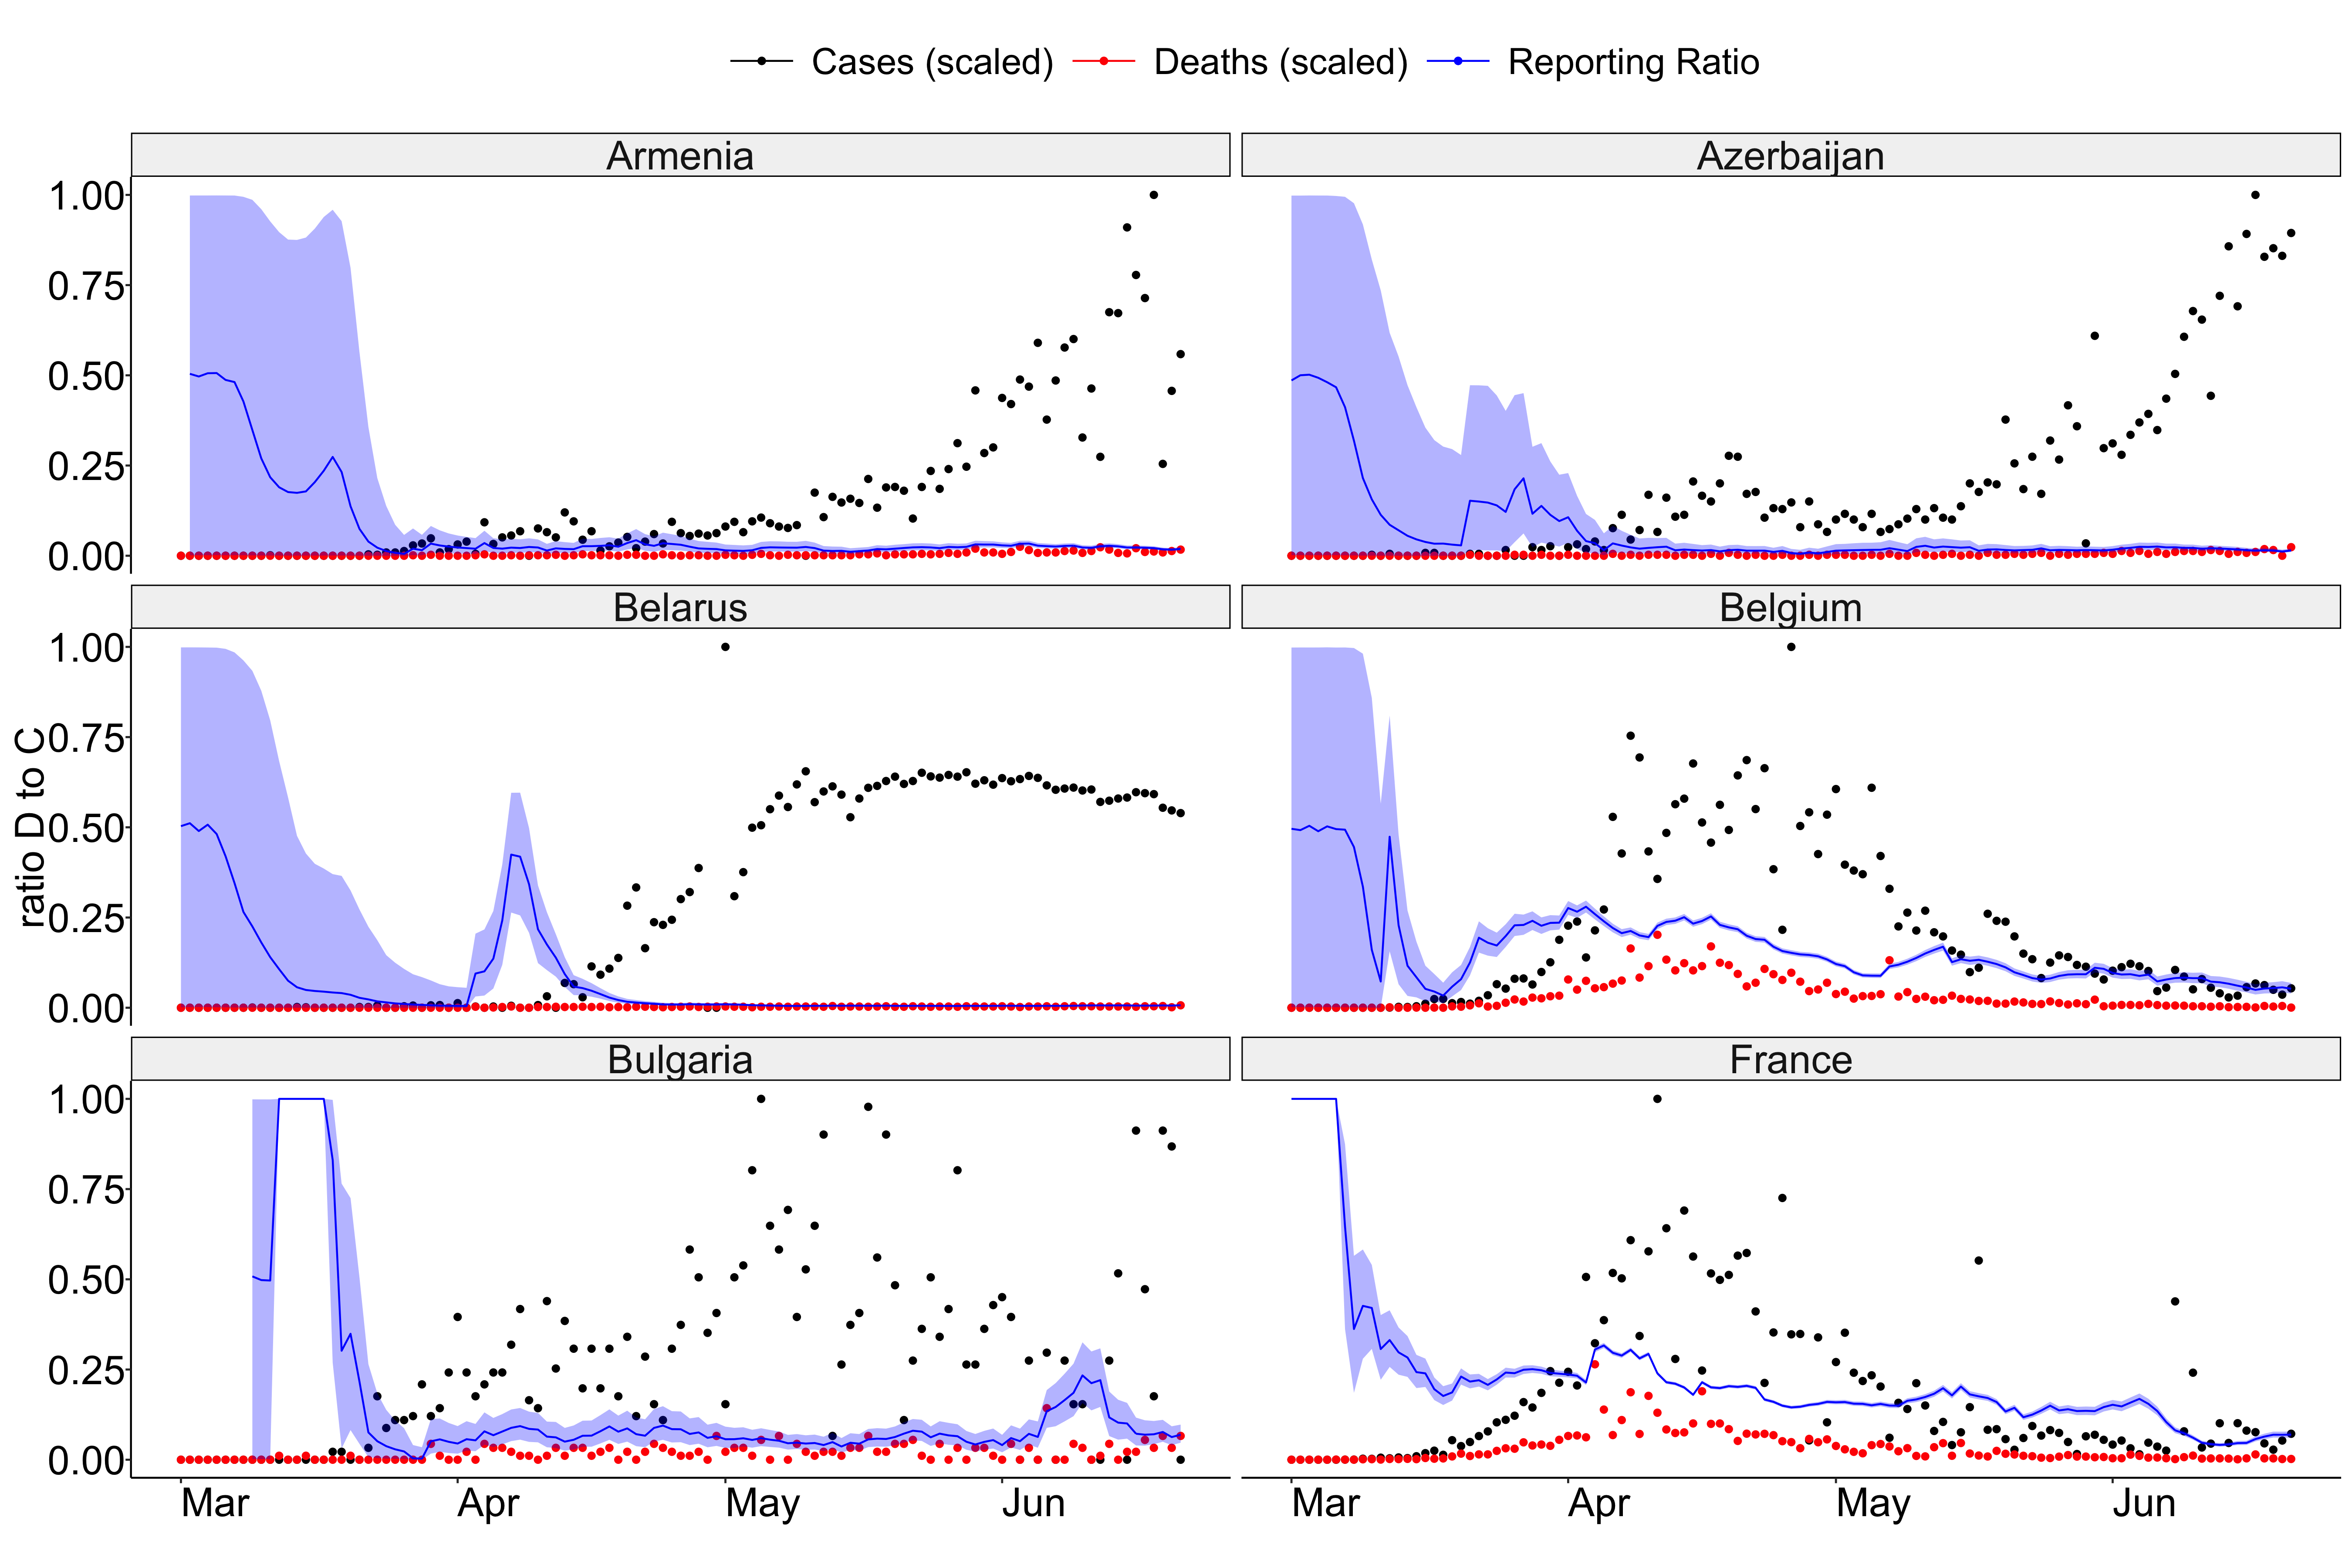 Cases (scaled) Deaths (scaled) Reporting Ratio
Armenia Azerbaijan
1.00
0.75
0.50
0.25
0.00
Belarus Belgium
1.00
0.75
0.50
0.25
0.00
ratio D to C
Bulgaria France
1.00
0.75
0.50
0.25
0.00
Mar Apr May Jun Mar Apr May Jun